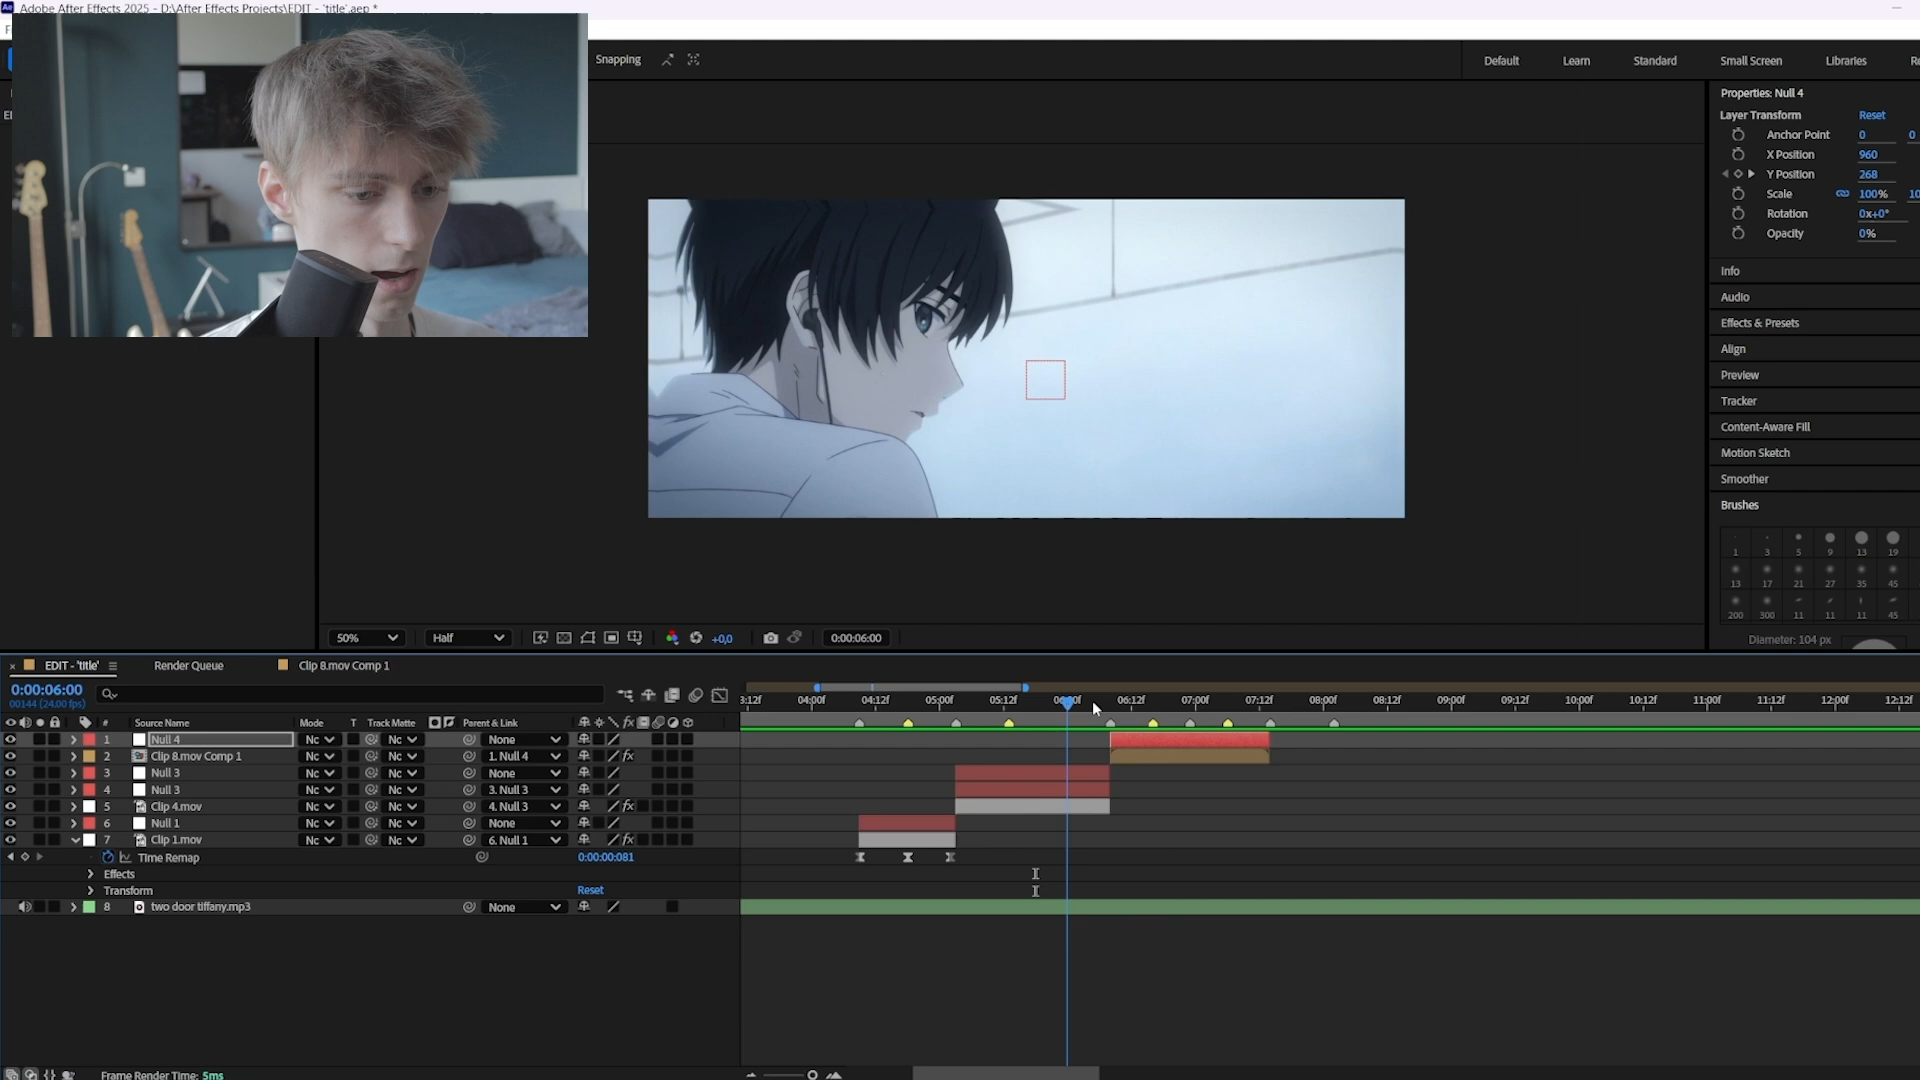 Adobe After Effects 2025 - D:\After Effects Projects\EDIT - 'title'.aep *
Snapping
Default Learn Standard Small Screen Libraries
Properties: Null 4
Layer Transform Reset
Anchor Point 0 0
X Position 960
Y Position 268
Scale 100% 10
Rotation 0x+0°
Opacity 0%
Info
Audio
Effects & Presets
Align
Preview
Tracker
Content-Aware Fill
Motion Sketch
Smoother
Brushes
1 3 5 9 13 19
13 17 21 27 35 45
200 300 11 11 11 45
Diameter: 104 px
50% Half +0,0 0:00:06:00
× EDIT - 'title' Render Queue Clip 8.mov Comp 1
0:00:06:00
00144 (24.00 fps)
3:12f 04:00f 04:12f 05:00f 05:12f 06:12f 07:00f 07:12f 08:00f 08:12f 09:00f 09:12f 10:00f 10:12f 11:00f 11:12f 12:00f 12:12f
# Source Name Mode T Track Matte Parent & Link fx
1 Null 4 Nc Nc None
2 Clip 8.mov Comp 1 Nc Nc 1. Null 4 fx
3 Null 3 Nc Nc None
4 Null 3 Nc Nc 3. Null 3
5 Clip 4.mov Nc Nc 4. Null 3 fx
6 Null 1 Nc Nc None
7 Clip 1.mov Nc Nc 6. Null 1 fx
Time Remap 0:00:00:081
Effects
Transform Reset
8 two door tiffany.mp3 None
Frame Render Time: 5ms